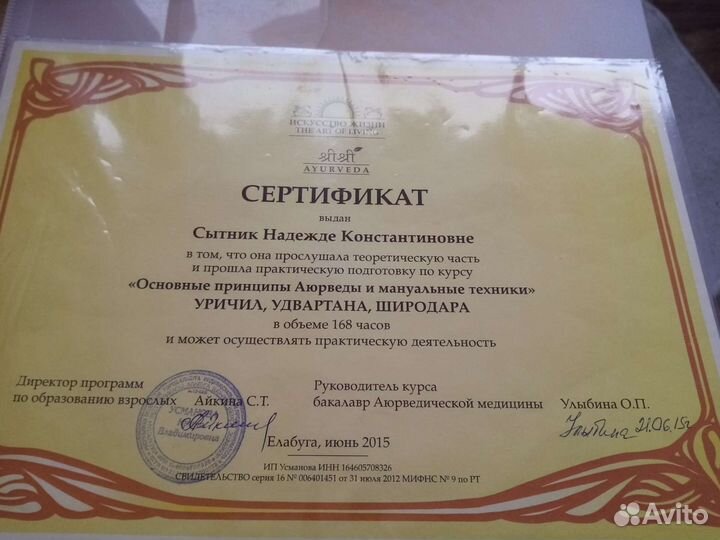 ИСКУССТВО ЖИЗНИ
THE ART OF LIVING
श्री श्री
AYURVEDA
СЕРТИФИКАТ
выдан
Сытник Надежде Константиновне
в том, что она прослушала теоретическую часть
и прошла практическую подготовку по курсу
«Основные принципы Аюрведы и мануальные техники»
УРИЧИЛ, УДВАРТАНА, ШИРОДАРА
в объеме 168 часов
и может осуществлять практическую деятельность
Директор программ
по образованию взрослых Айкина С.Т.
Руководитель курса
бакалавр Аюрведической медицины Улыбина О.П.
УСМАНОВА
Владимировна
Улыбина 21.06.15г
Елабуга, июнь 2015
ИП Усманова ИНН 164605708326
СВИДЕТЕЛЬСТВО серия 16 № 006401451 от 31 июля 2012 МИФНС № 9 по РТ
Avito